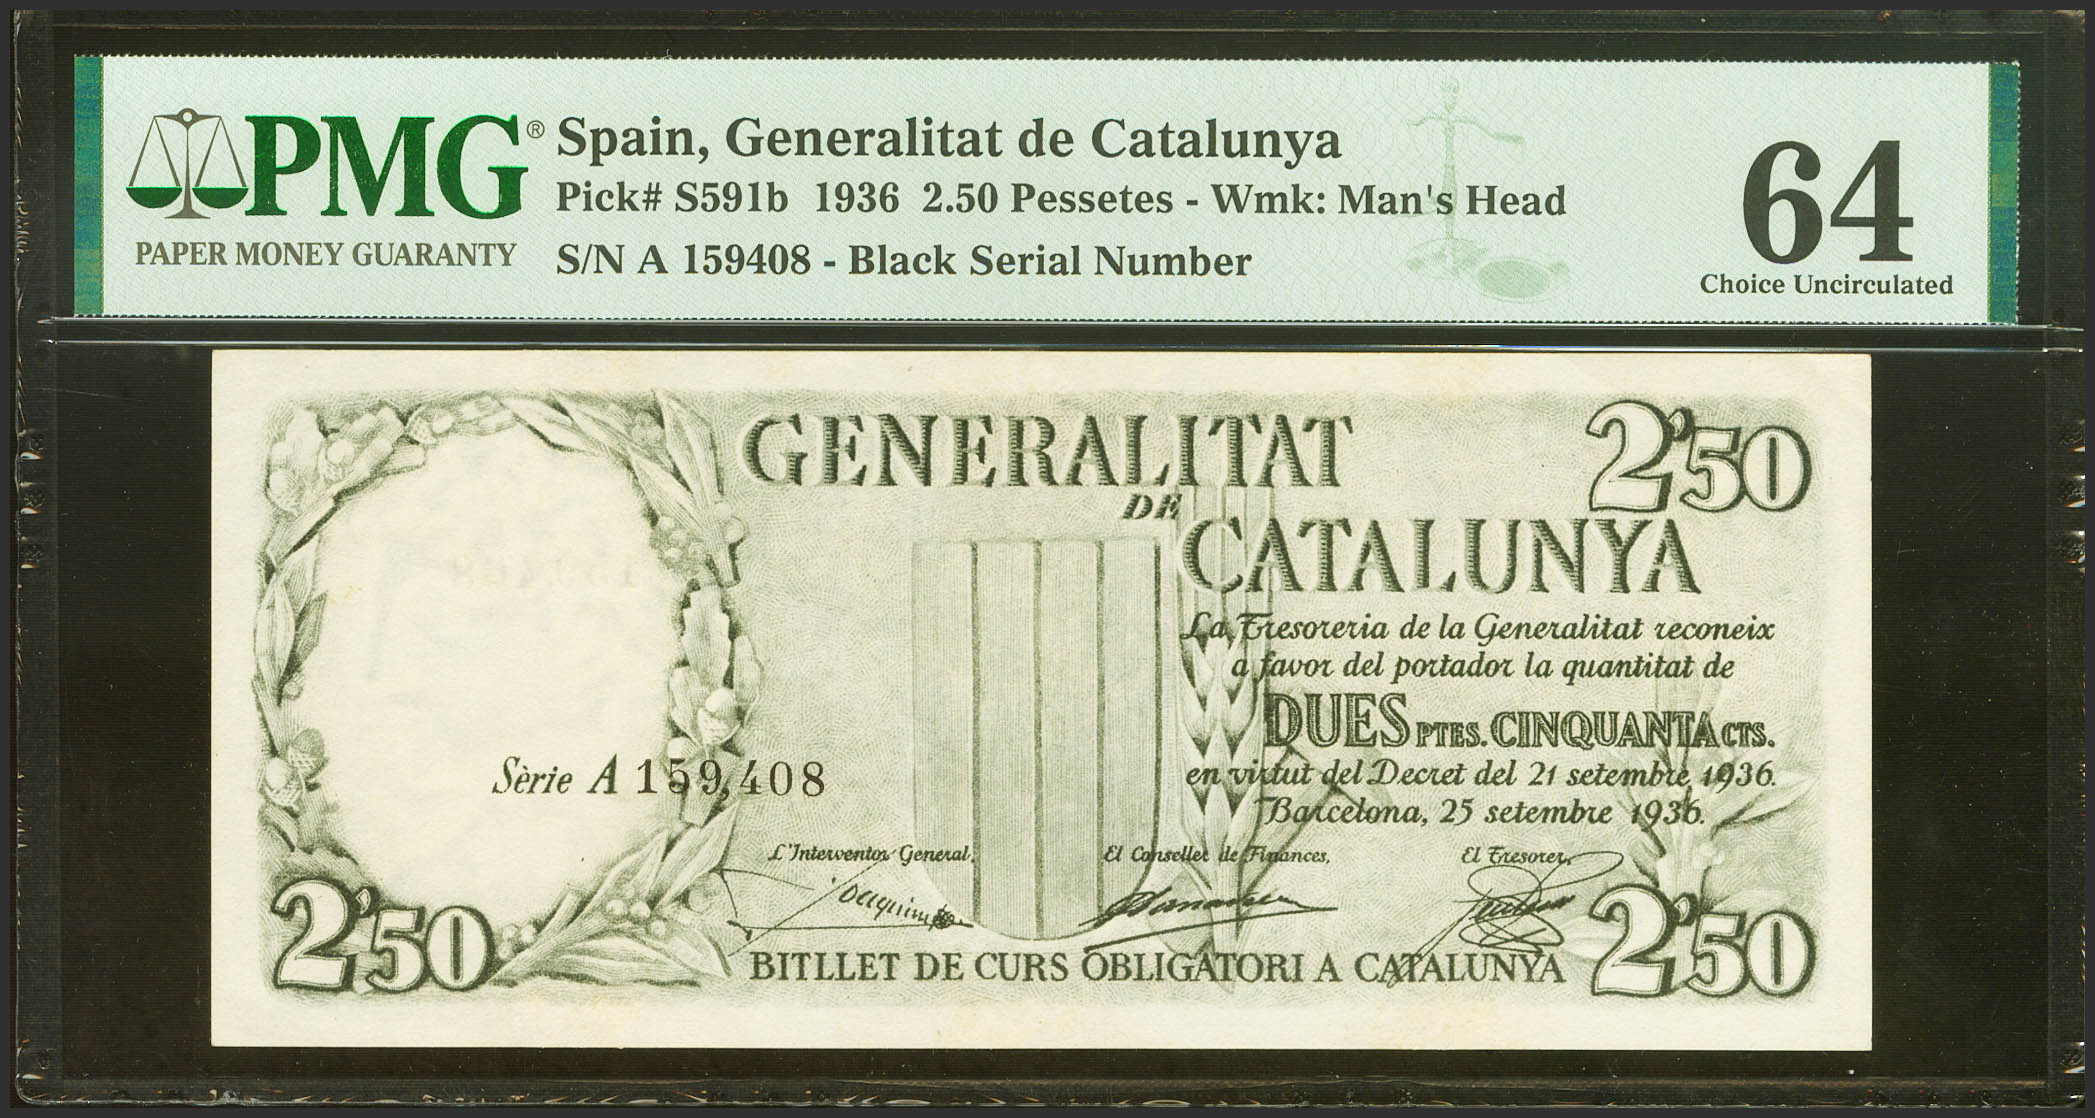 PMG®
PAPER MONEY GUARANTY
Spain, Generalitat de Catalunya
Pick# S591b 1936 2.50 Pessetes - Wmk: Man's Head
S/N A 159408 - Black Serial Number
64
Choice Uncirculated
GENERALITAT
DE
CATALUNYA
2'50
La Tresoreria de la Generalitat reconeix
a favor del portador la quantitat de
DUES PTES. CINQUANTA CTS.
en virtut del Decret del 21 setembre 1936.
Barcelona, 25 setembre 1936.
Sèrie A 159,408
L'Interventor General,
El Conseller de Finances,
El Tresorer,
2'50
BITLLET DE CURS OBLIGATORI A CATALUNYA
2'50